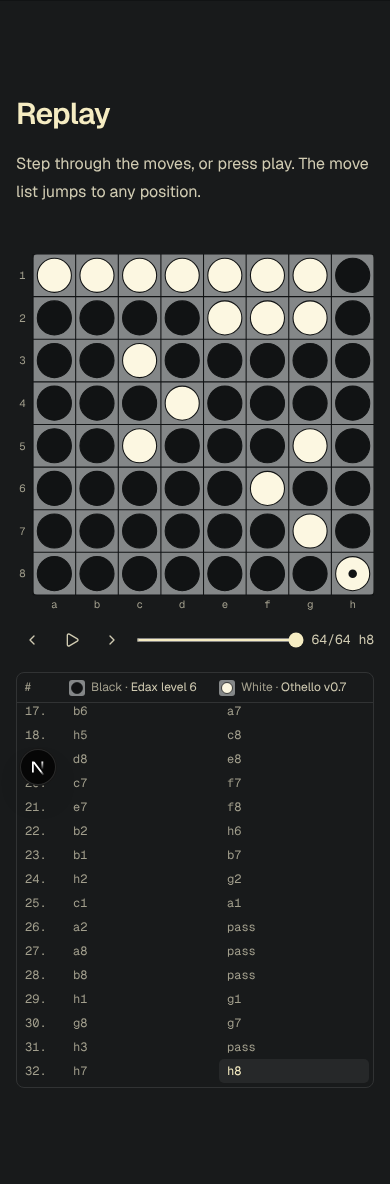 Replay
Step through the moves, or press play. The move
list jumps to any position.
1
2
3
4
5
6
7
8
a b c d e f g h
64/64 h8
# Black · Edax level 6 White · Othello v0.7
17. b6 a7
18. h5 c8
d8 e8
c7 f7
21. e7 f8
22. b2 h6
23. b1 b7
24. h2 g2
25. c1 a1
26. a2 pass
27. a8 pass
28. b8 pass
29. h1 g1
30. g8 g7
31. h3 pass
32. h7 h8
N